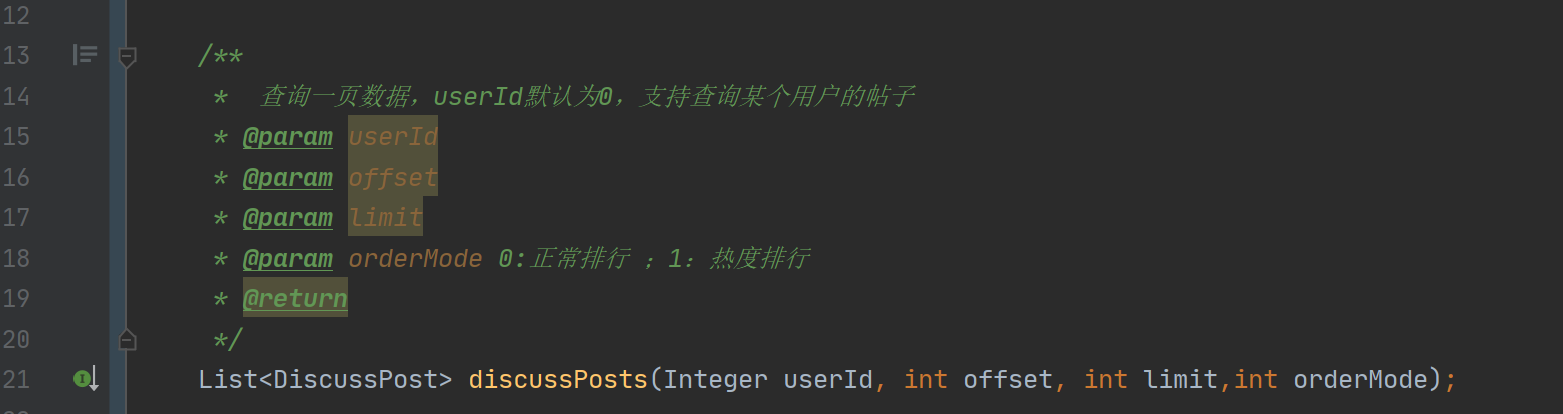 12
13 /**
14 * 查询一页数据，userId默认为0，支持查询某个用户的帖子
15 * @param userId
16 * @param offset
17 * @param limit
18 * @param orderMode 0:正常排行 ；1：热度排行
19 * @return
20 */
21 List<DiscussPost> discussPosts(Integer userId, int offset, int limit,int orderMode);